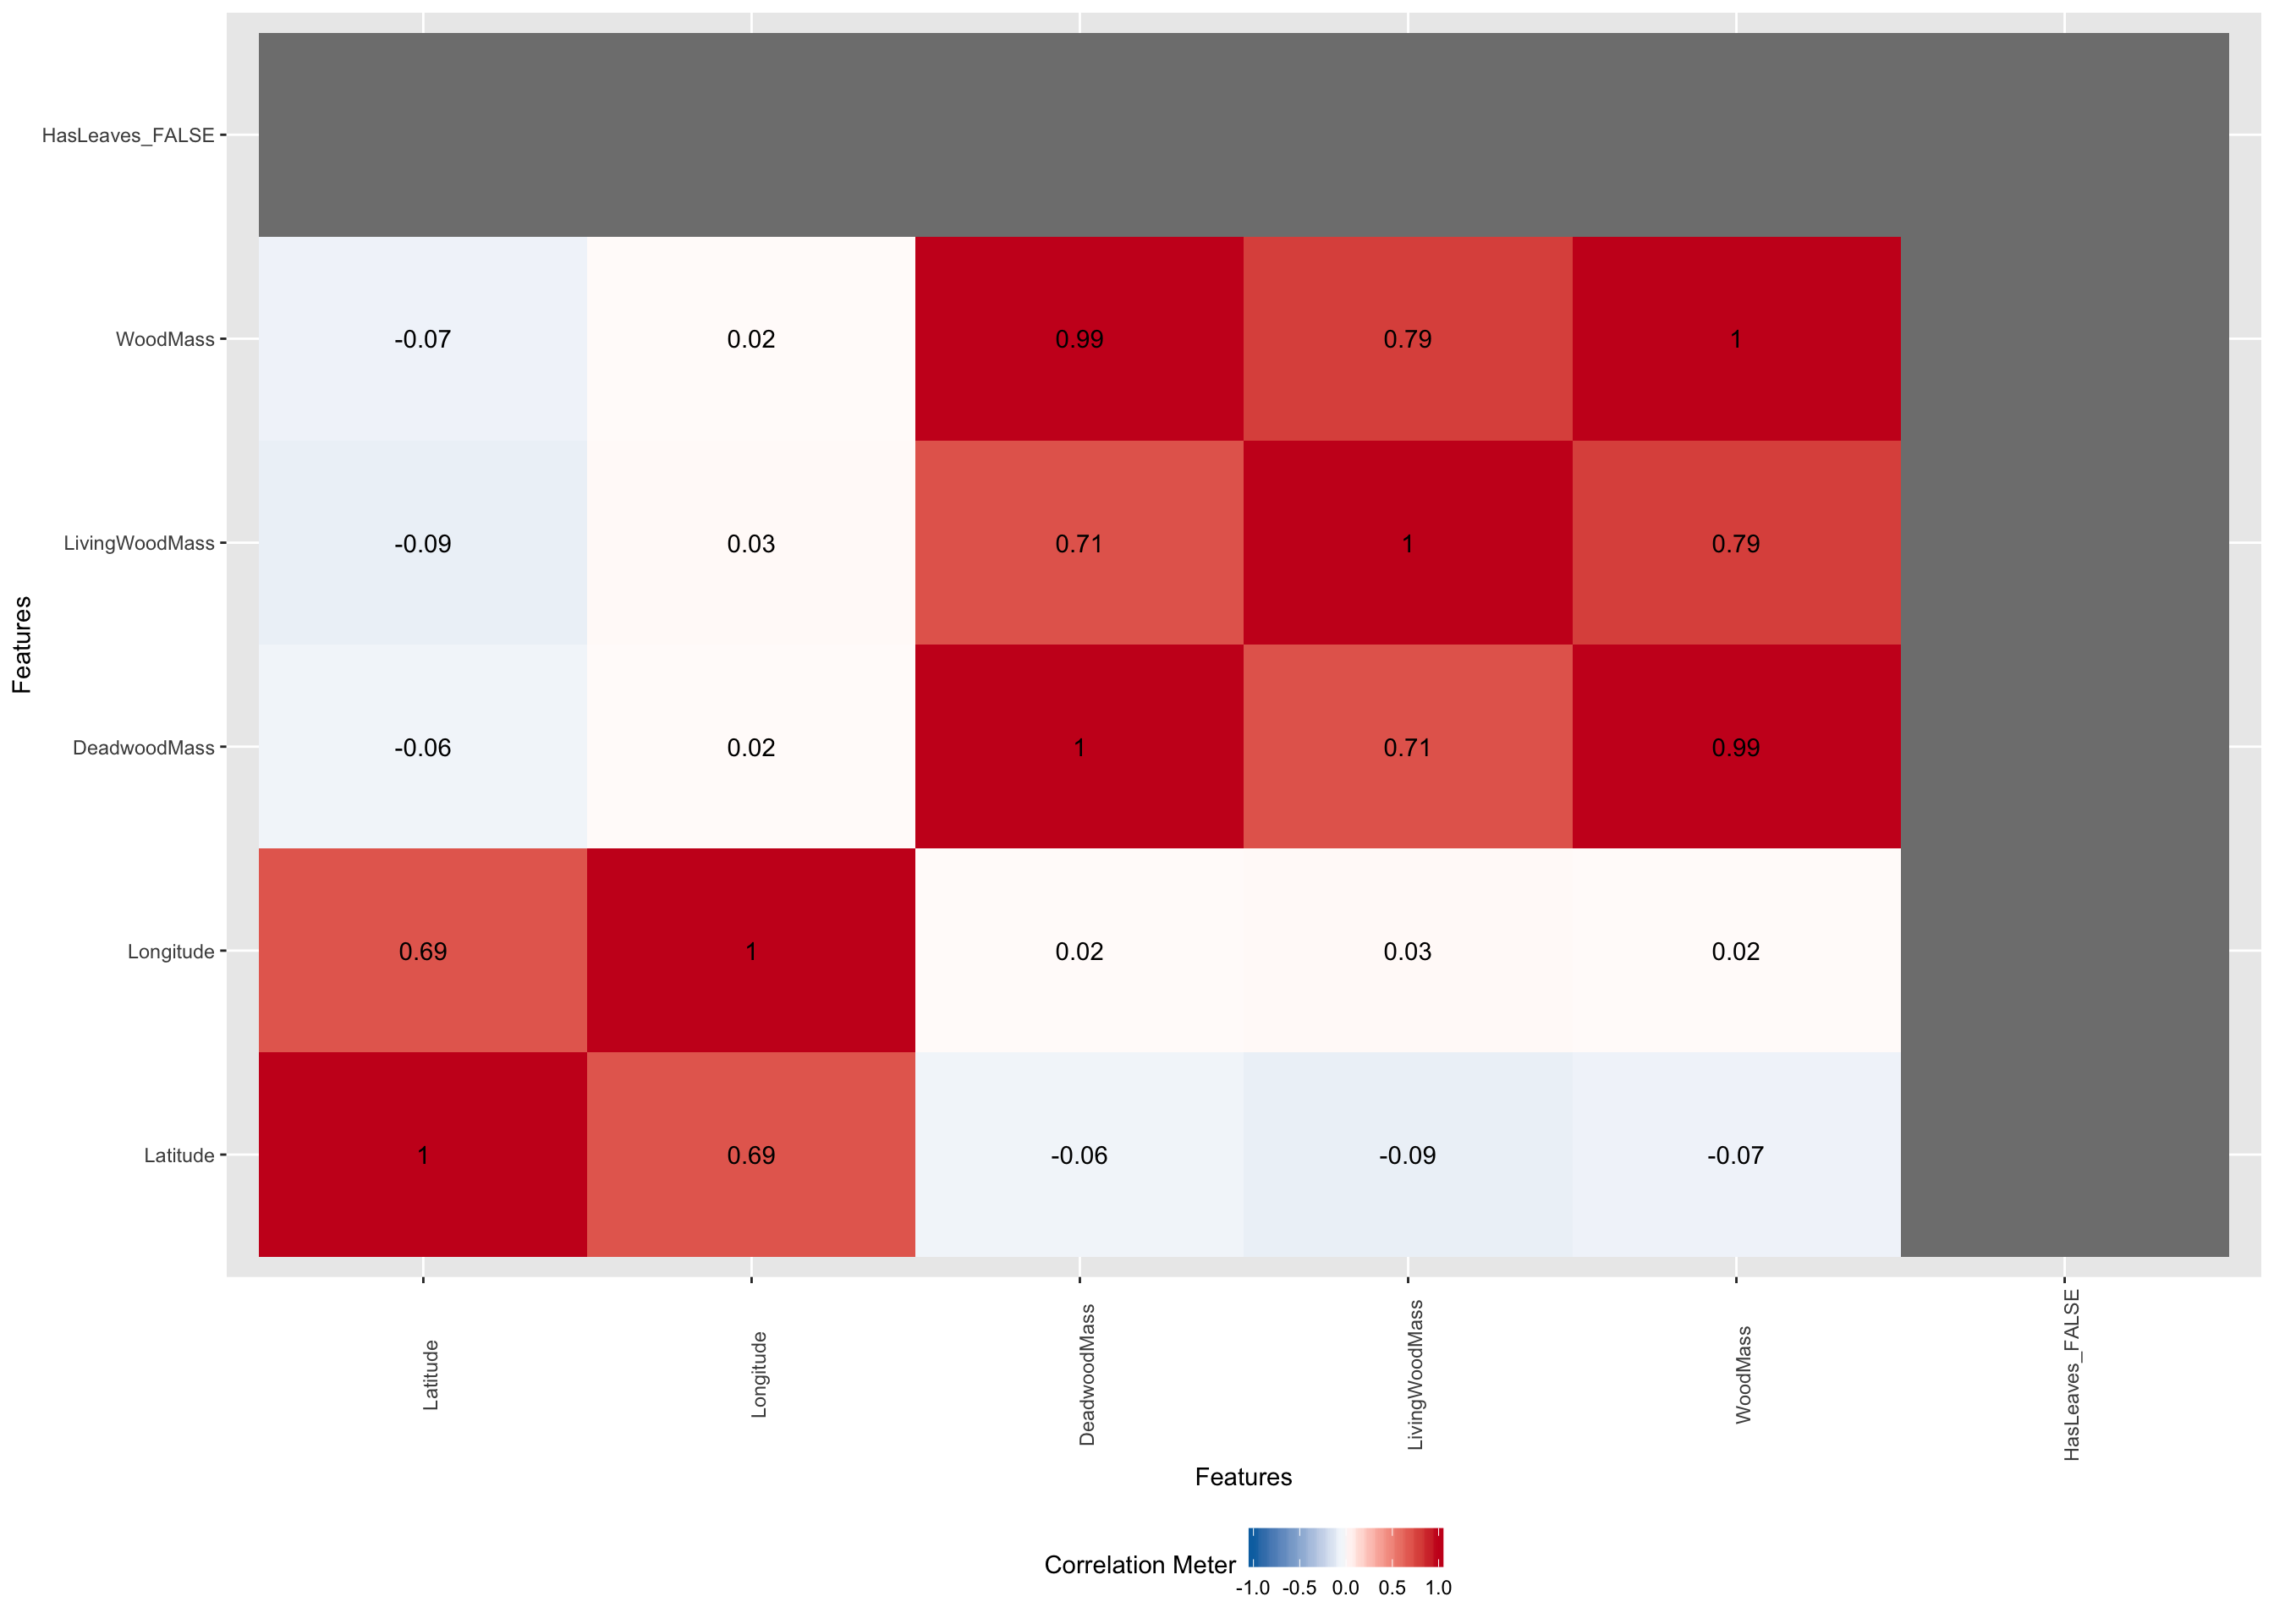 Features
HasLeaves_FALSE
WoodMass
-0.07 0.02 0.99 0.79 1
LivingWoodMass
-0.09 0.03 0.71 1 0.79
DeadwoodMass
-0.06 0.02 1 0.71 0.99
Longitude
0.69 1 0.02 0.03 0.02
Latitude
1 0.69 -0.06 -0.09 -0.07
Latitude
Longitude
DeadwoodMass
LivingWoodMass
WoodMass
HasLeaves_FALSE
Features
Correlation Meter
-1.0 -0.5 0.0 0.5 1.0